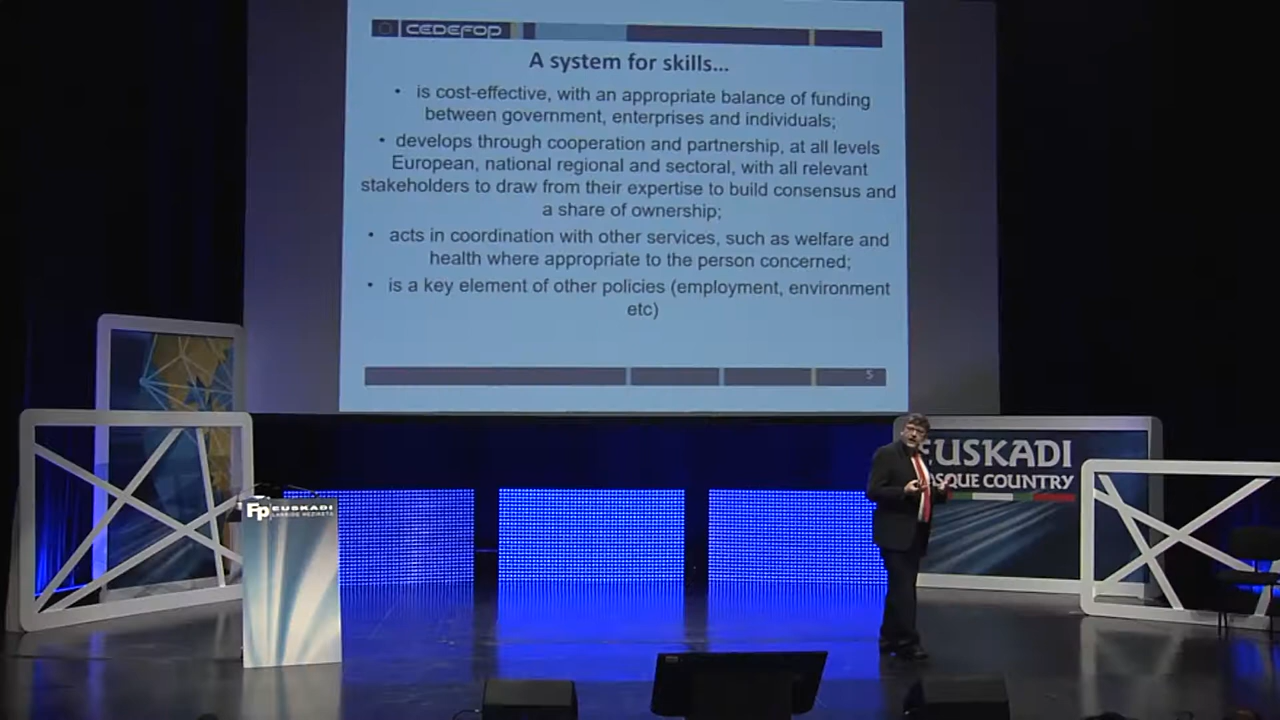 CEDEFOP
A system for skills...
• is cost-effective, with an appropriate balance of funding
between government, enterprises and individuals;
• develops through cooperation and partnership, at all levels
European, national regional and sectoral, with all relevant
stakeholders to draw from their expertise to build consensus and
a share of ownership;
• acts in coordination with other services, such as welfare and
health where appropriate to the person concerned;
• is a key element of other policies (employment, environment
etc)
5
EUSKADI
BASQUE COUNTRY
Fp EUSKADI
LANBIDE HEZIKETA